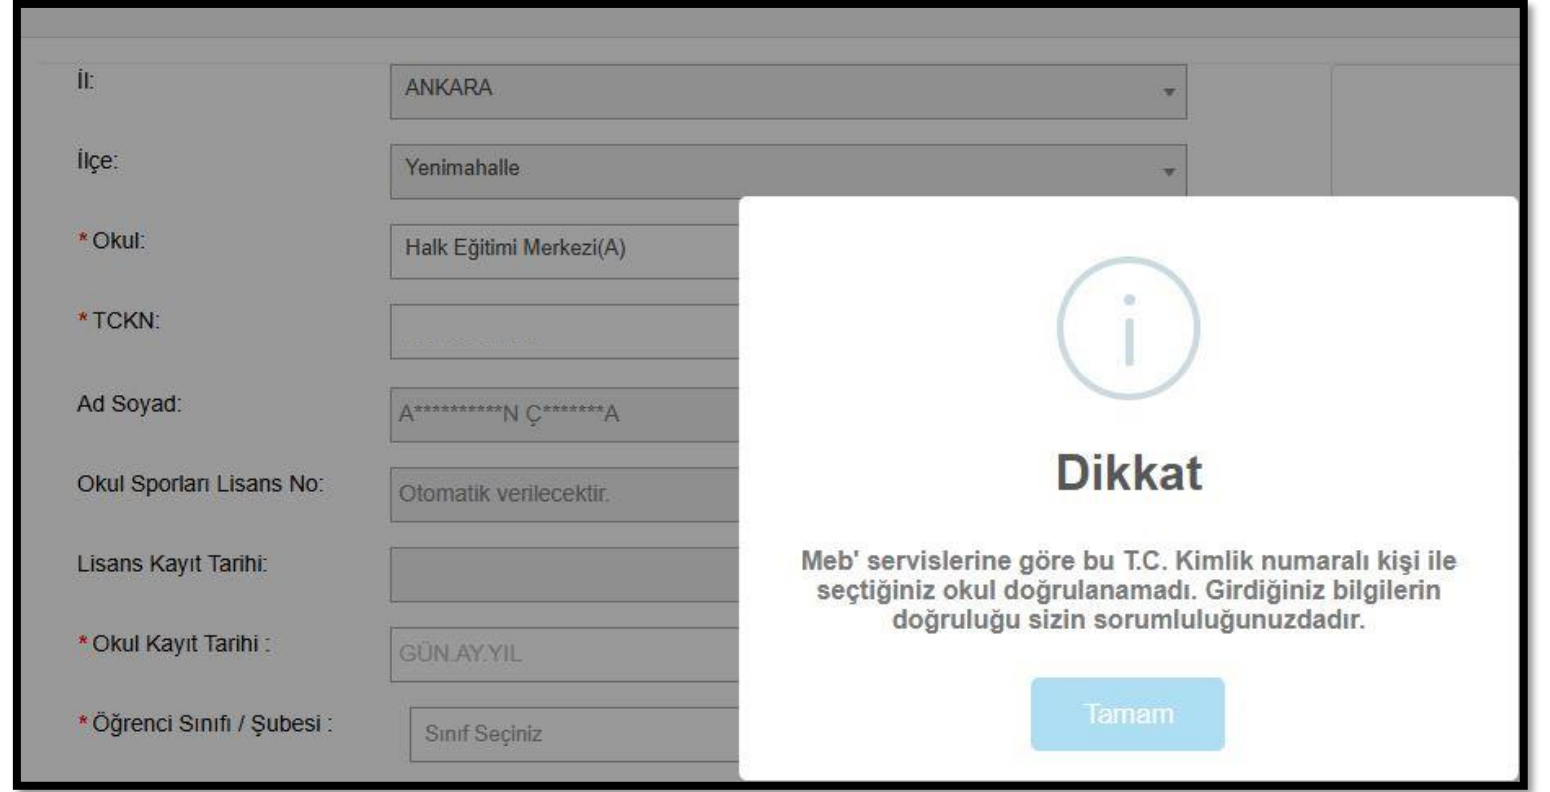 İl:
ANKARA
İlçe:
Yenimahalle
* Okul:
Halk Eğitimi Merkezi(A)
* TCKN:
Ad Soyad:
A**********N Ç*******A
Okul Sporları Lisans No:
Otomatik verilecektir.
Lisans Kayıt Tarihi:
* Okul Kayıt Tarihi :
GÜN.AY.YIL
* Öğrenci Sınıfı / Şubesi :
Sınıf Seçiniz
Dikkat
Meb' servislerine göre bu T.C. Kimlik numaralı kişi ile
seçtiğiniz okul doğrulanamadı. Girdiğiniz bilgilerin
doğruluğu sizin sorumluluğunuzdadır.
Tamam